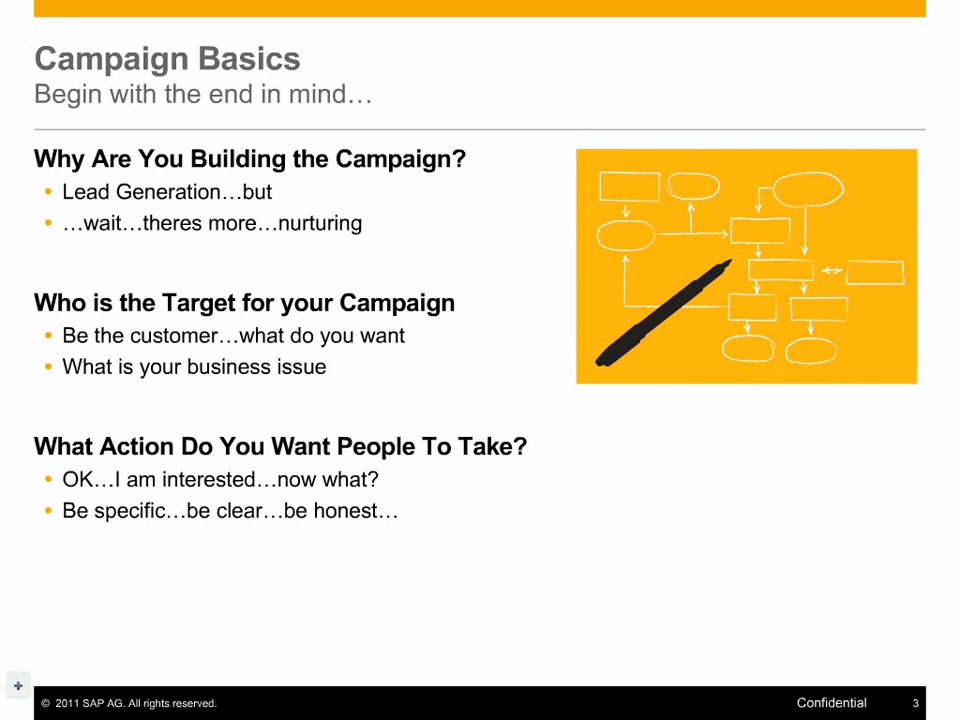 Campaign Basics
Begin with the end in mind…
Why Are You Building the Campaign?
• Lead Generation…but
• …wait…theres more…nurturing
Who is the Target for your Campaign
• Be the customer…what do you want
• What is your business issue
What Action Do You Want People To Take?
• OK…I am interested…now what?
• Be specific…be clear…be honest…
© 2011 SAP AG. All rights reserved.
Confidential
3